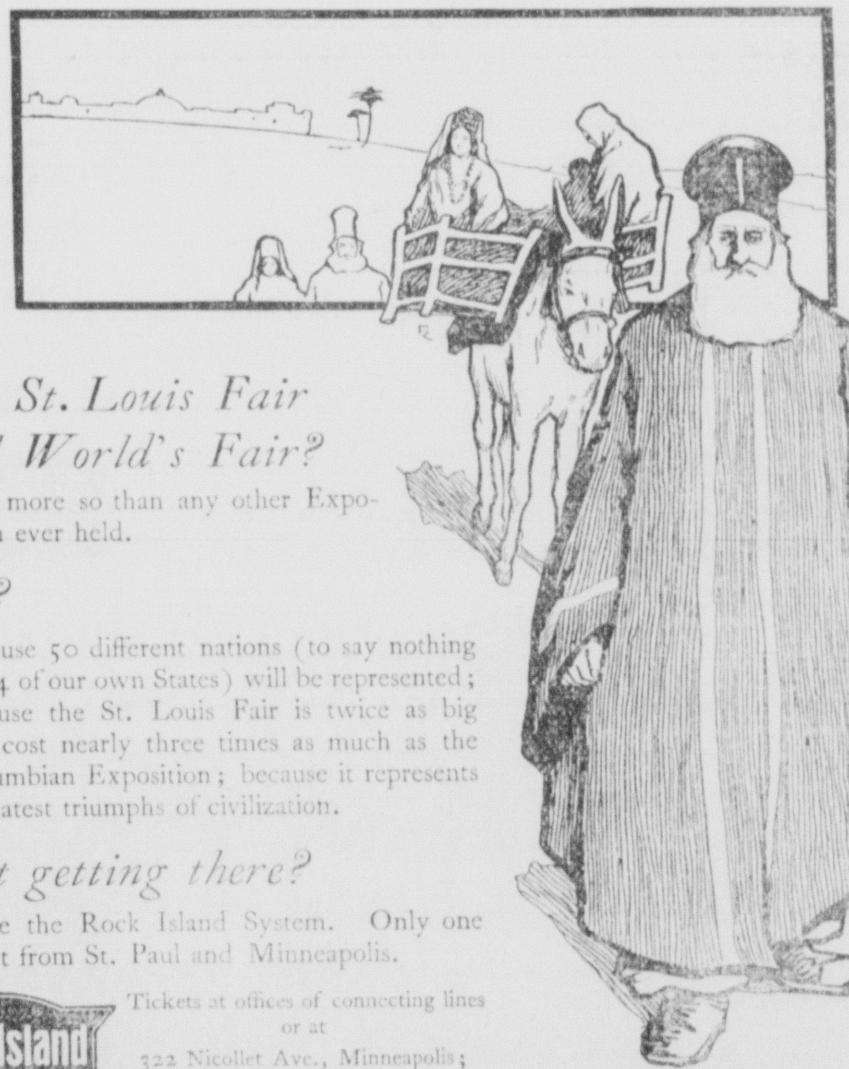 St. Louis Fair
World's Fair?
more so than any other Expo-
ever held.
?
use 50 different nations (to say nothing
4 of our own States) will be represented;
use the St. Louis Fair is twice as big
cost nearly three times as much as the
umbian Exposition; because it represents
atest triumphs of civilization.
t getting there?
e the Rock Island System. Only one
t from St. Paul and Minneapolis.
Island
Tickets at offices of connecting lines
or at
322 Nicollet Ave., Minneapolis;